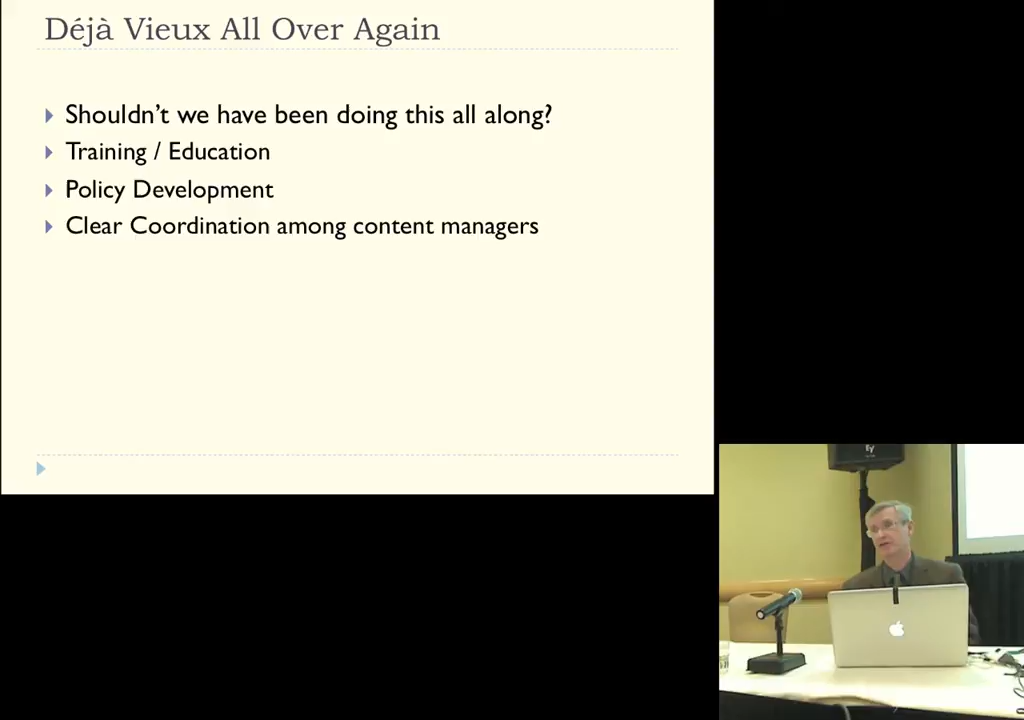 Déjà Vieux All Over Again
Shouldn't we have been doing this all along?
Training / Education
Policy Development
Clear Coordination among content managers